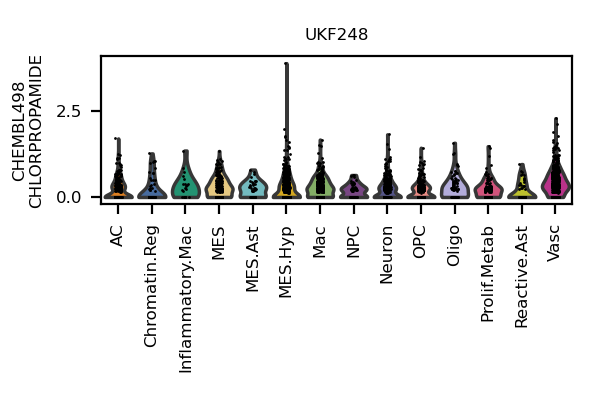 UKF248
CHEMBL498
CHLORPROPAMIDE
2.5
0.0
AC
Chromatin.Reg
Inflammatory.Mac
MES
MES.Ast
MES.Hyp
Mac
NPC
Neuron
OPC
Oligo
Prolif.Metab
Reactive.Ast
Vasc